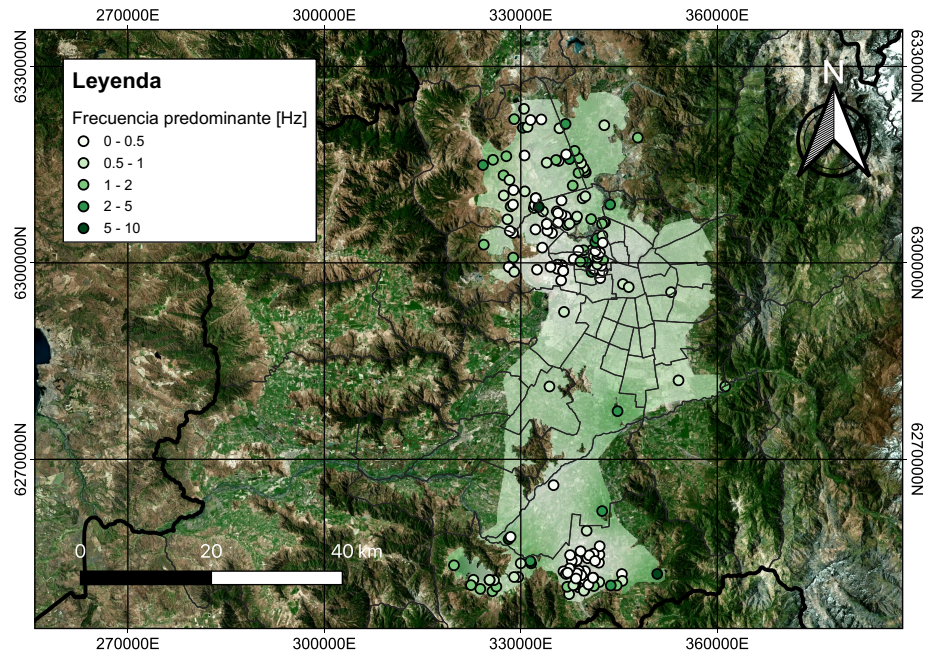 270000E 300000E 330000E 360000E
6330000N 6330000N
N
Leyenda
Frecuencia predominante [Hz]
0 - 0.5
0.5 - 1
1 - 2
2 - 5
5 - 10
6300000N 6300000N
6270000N 6270000N
0 20 40 km
270000E 300000E 330000E 360000E